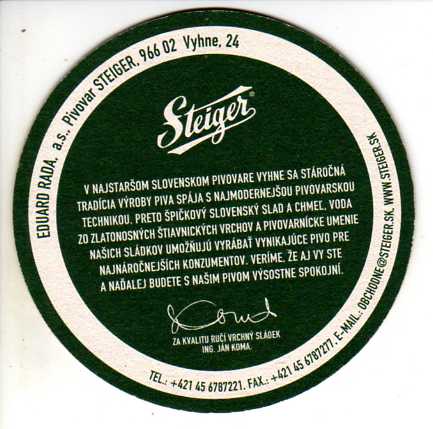 EDUARD RADA, a.s., Pivovar STEIGER, 966 02 Vyhne, 24
Steiger®
V NAJSTARŠOM SLOVENSKOM PIVOVARE VYHNE SA STÁROČNÁ
TRADÍCIA VÝROBY PIVA SPÁJA S NAJMODERNEJŠOU PIVOVARSKOU
TECHNIKOU. PRETO ŠPIČKOVÝ SLOVENSKÝ SLAD A CHMEL, VODA
ZO ZLATONOSNÝCH ŠTIAVNICKÝCH VRCHOV A PIVOVARNÍCKE UMENIE
NAŠICH SLÁDKOV UMOŽŇUJÚ VYRÁBAŤ VYNIKAJÚCE PIVO PRE
NAJNÁROČNEJŠÍCH KONZUMENTOV. VERÍME, ŽE AJ VY STE
A NAĎALEJ BUDETE S NAŠIM PIVOM VÝSOSTNE SPOKOJNÍ.
ZA KVALITU RUČÍ VRCHNÝ SLÁDEK
ING. JÁN KOMA.
TEL.: +421 45 6787221, FAX.: +421 45 6787277, E-MAIL.: OBCHODNE@STEIGER.SK, WWW.STEIGER.SK